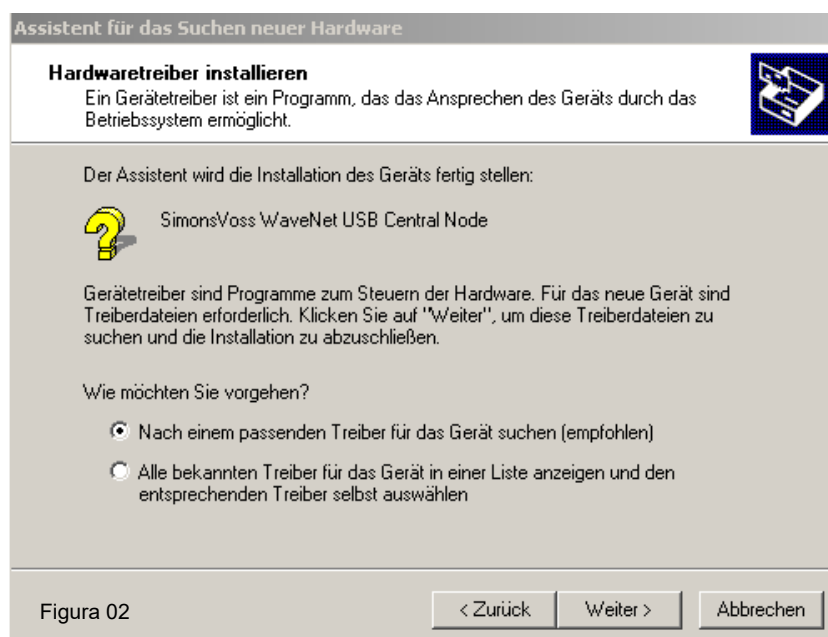 Assistent für das Suchen neuer Hardware
Hardwaretreiber installieren
Ein Gerätetreiber ist ein Programm, das das Ansprechen des Geräts durch das
Betriebssystem ermöglicht.
Der Assistent wird die Installation des Geräts fertig stellen:
SimonsVoss WaveNet USB Central Node
Gerätetreiber sind Programme zum Steuern der Hardware. Für das neue Gerät sind
Treiberdateien erforderlich. Klicken Sie auf "Weiter", um diese Treiberdateien zu
suchen und die Installation zu abzuschließen.
Wie möchten Sie vorgehen?
Nach einem passenden Treiber für das Gerät suchen (empfohlen)
Alle bekannten Treiber für das Gerät in einer Liste anzeigen und den
entsprechenden Treiber selbst auswählen
Figura 02 < Zurück Weiter > Abbrechen